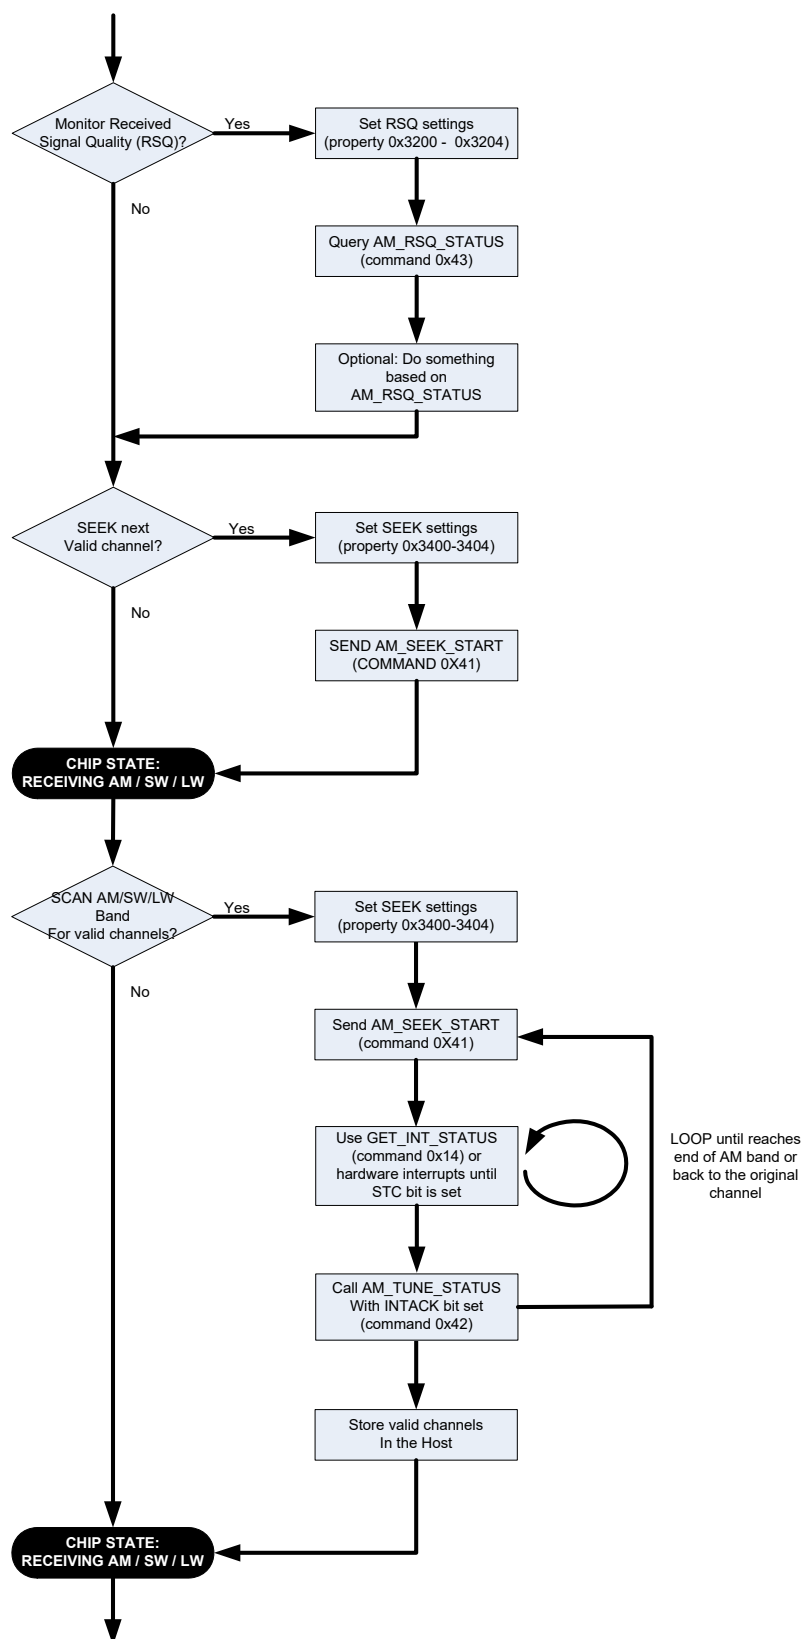 Monitor Received
Signal Quality (RSQ)?
Yes
Set RSQ settings
(property 0x3200 - 0x3204)
No
Query AM_RSQ_STATUS
(command 0x43)
Optional: Do something
based on
AM_RSQ_STATUS
SEEK next
Valid channel?
Yes
Set SEEK settings
(property 0x3400-3404)
No
SEND AM_SEEK_START
(COMMAND 0X41)
CHIP STATE:
RECEIVING AM / SW / LW
SCAN AM/SW/LW
Band
For valid channels?
Yes
Set SEEK settings
(property 0x3400-3404)
No
Send AM_SEEK_START
(command 0X41)
Use GET_INT_STATUS
(command 0x14) or
hardware interrupts until
STC bit is set
LOOP until reaches
end of AM band or
back to the original
channel
Call AM_TUNE_STATUS
With INTACK bit set
(command 0x42)
Store valid channels
In the Host
CHIP STATE:
RECEIVING AM / SW / LW